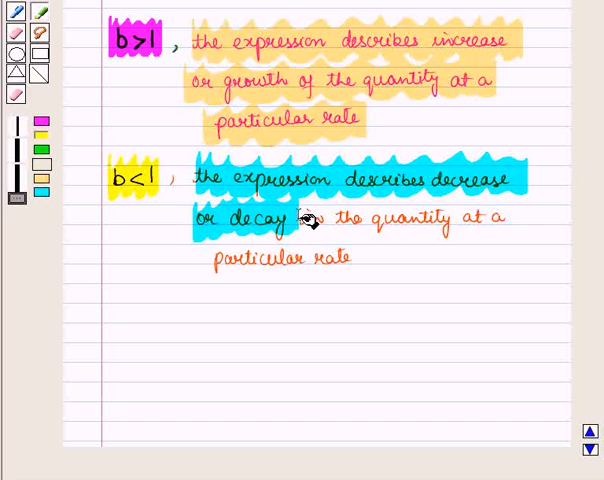 b>1, the expression describes increase
or growth of the quantity at a
particular rate
b<1, the expression describes decrease
or decay the quantity at a
particular rate